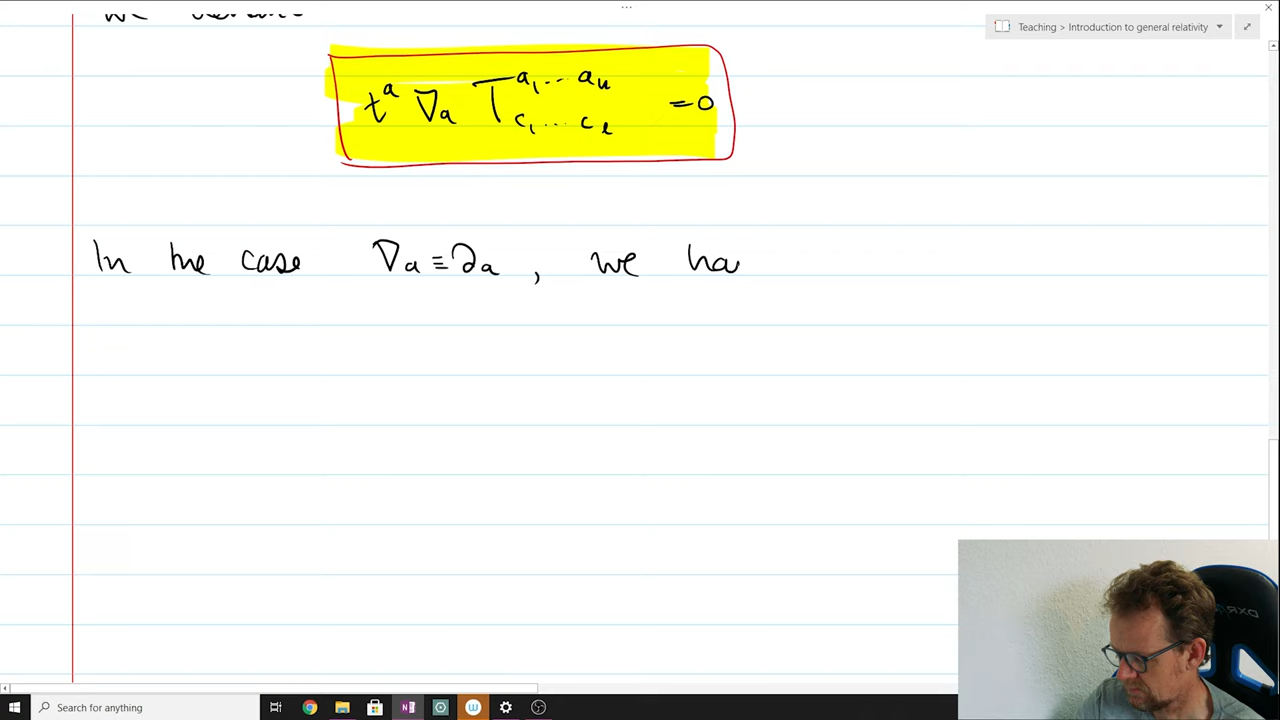 Teaching > Introduction to general relativity
t^a ∇_a T^{a_1 ... a_k}_{c_1 ... c_l} = 0
In the case ∇_a ≡ ∂_a , we ha
DXR
Search for anything